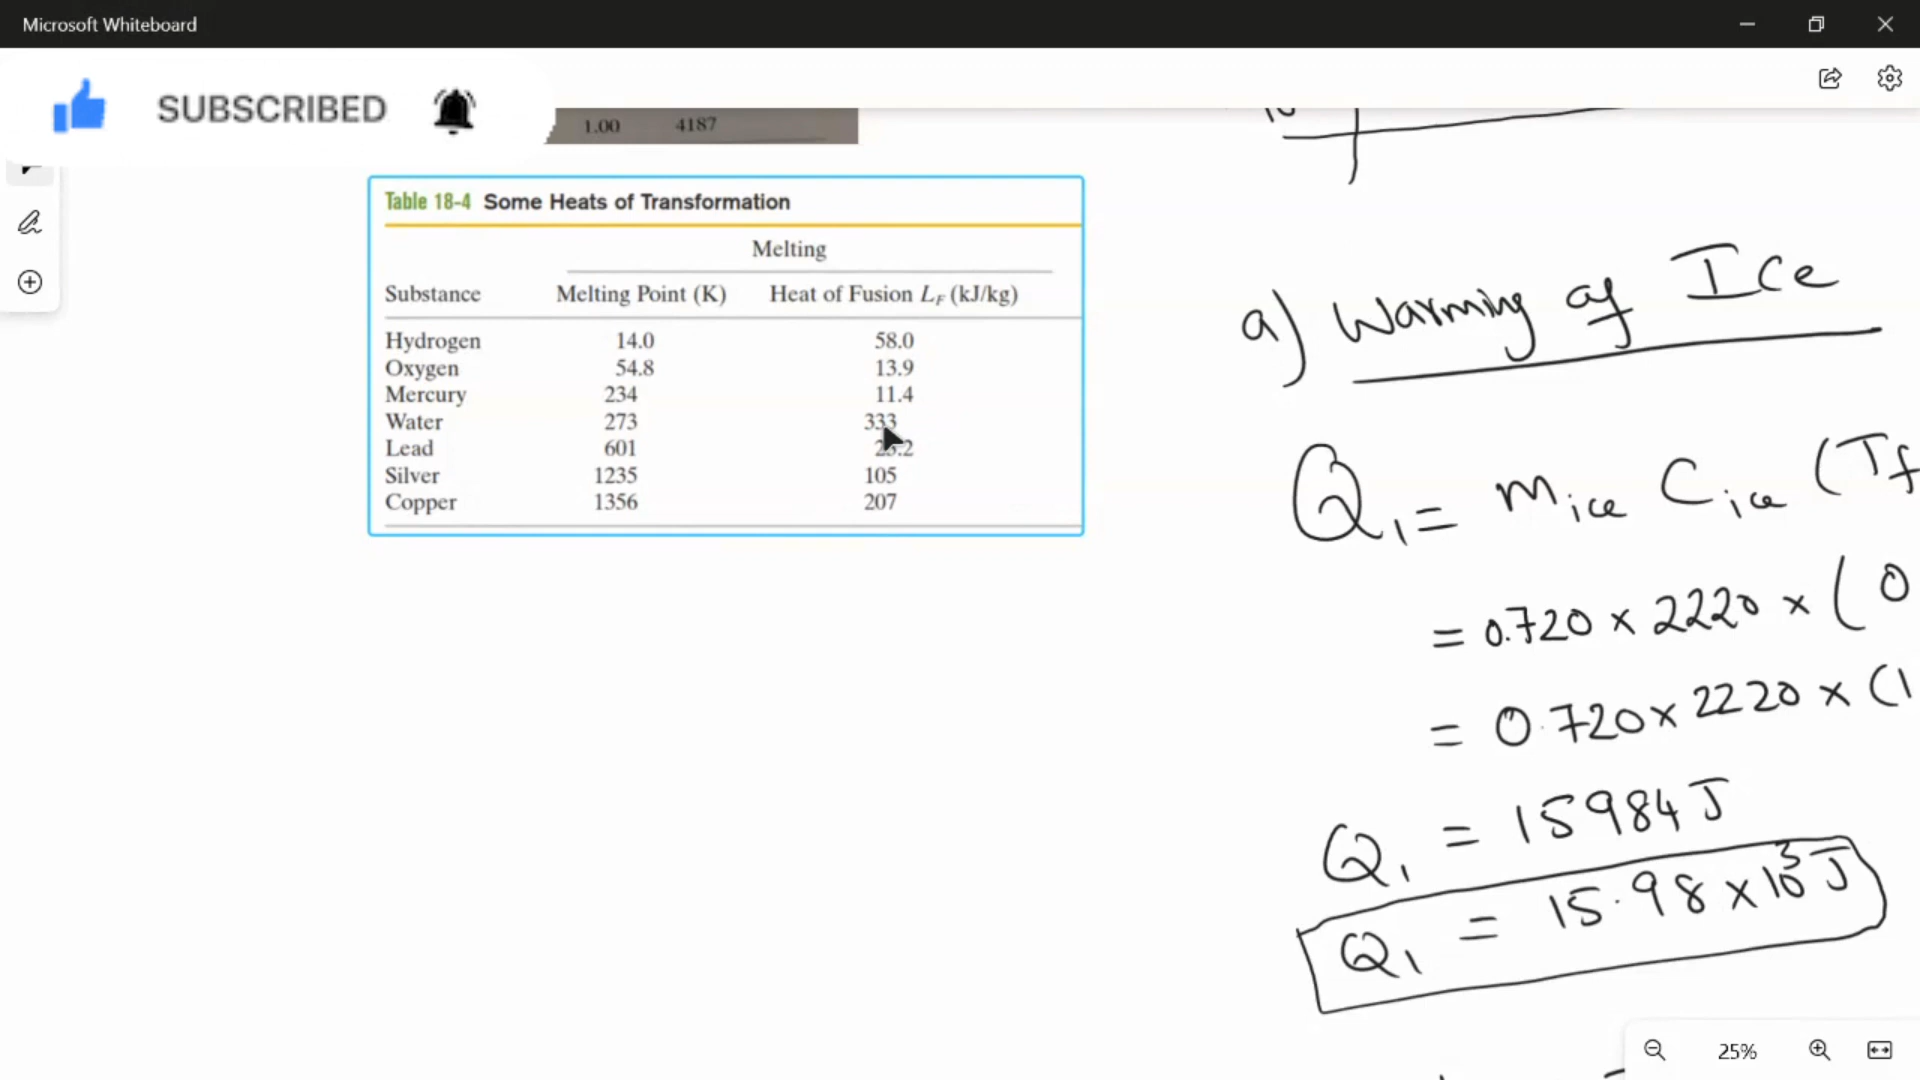 Microsoft Whiteboard
SUBSCRIBED
1.00 4187
Table 18-4 Some Heats of Transformation
Melting
Substance Melting Point (K) Heat of Fusion L_F (kJ/kg)
Hydrogen 14.0 58.0
Oxygen 54.8 13.9
Mercury 234 11.4
Water 273 333
Lead 601
Silver 1235 105
Copper 1356 207
a) Warming of Ice
Q₁ = m_ice C_ice (T_f
= 0.720 × 2220 × (0
= 0.720 × 2220 × (1
Q₁ = 15984 J
Q₁ = 15.98 × 10³ J
25%